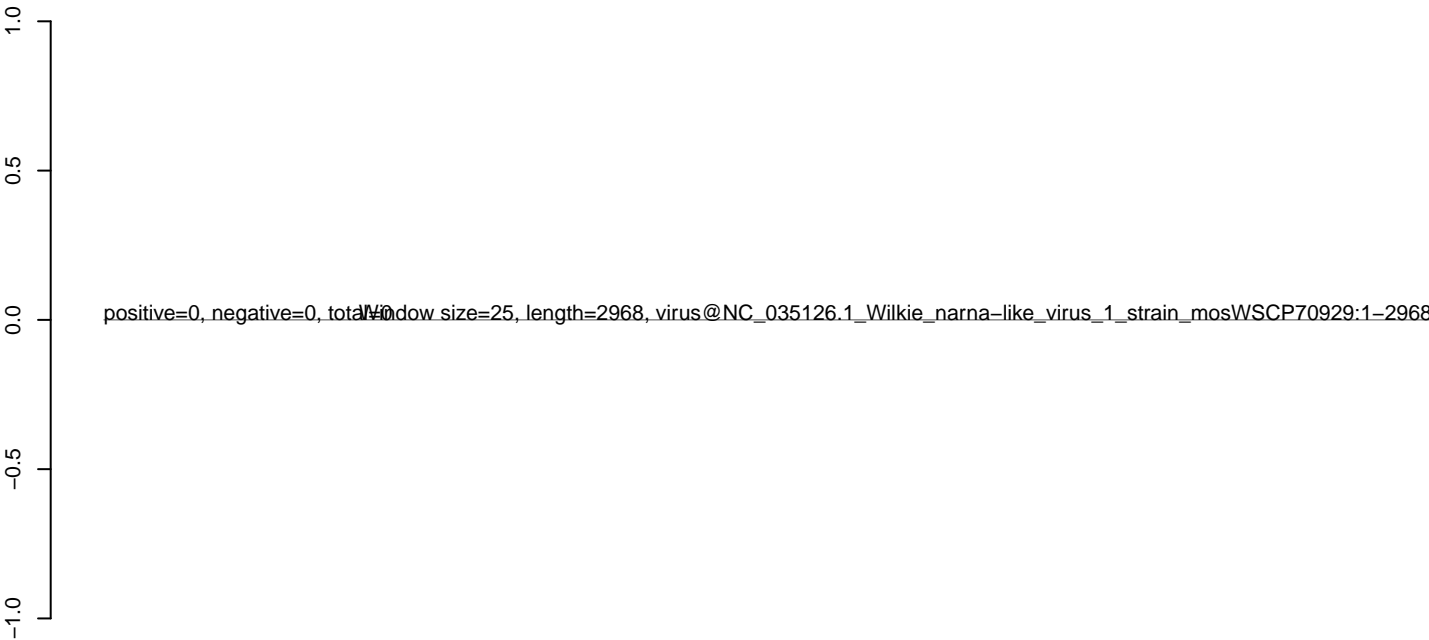 1.0
0.5
0.0
−0.5
−1.0
positive=0, negative=0, total=0
Window size=25, length=2968, virus@NC_035126.1_Wilkie_narna−like_virus_1_strain_mosWSCP70929:1−2968